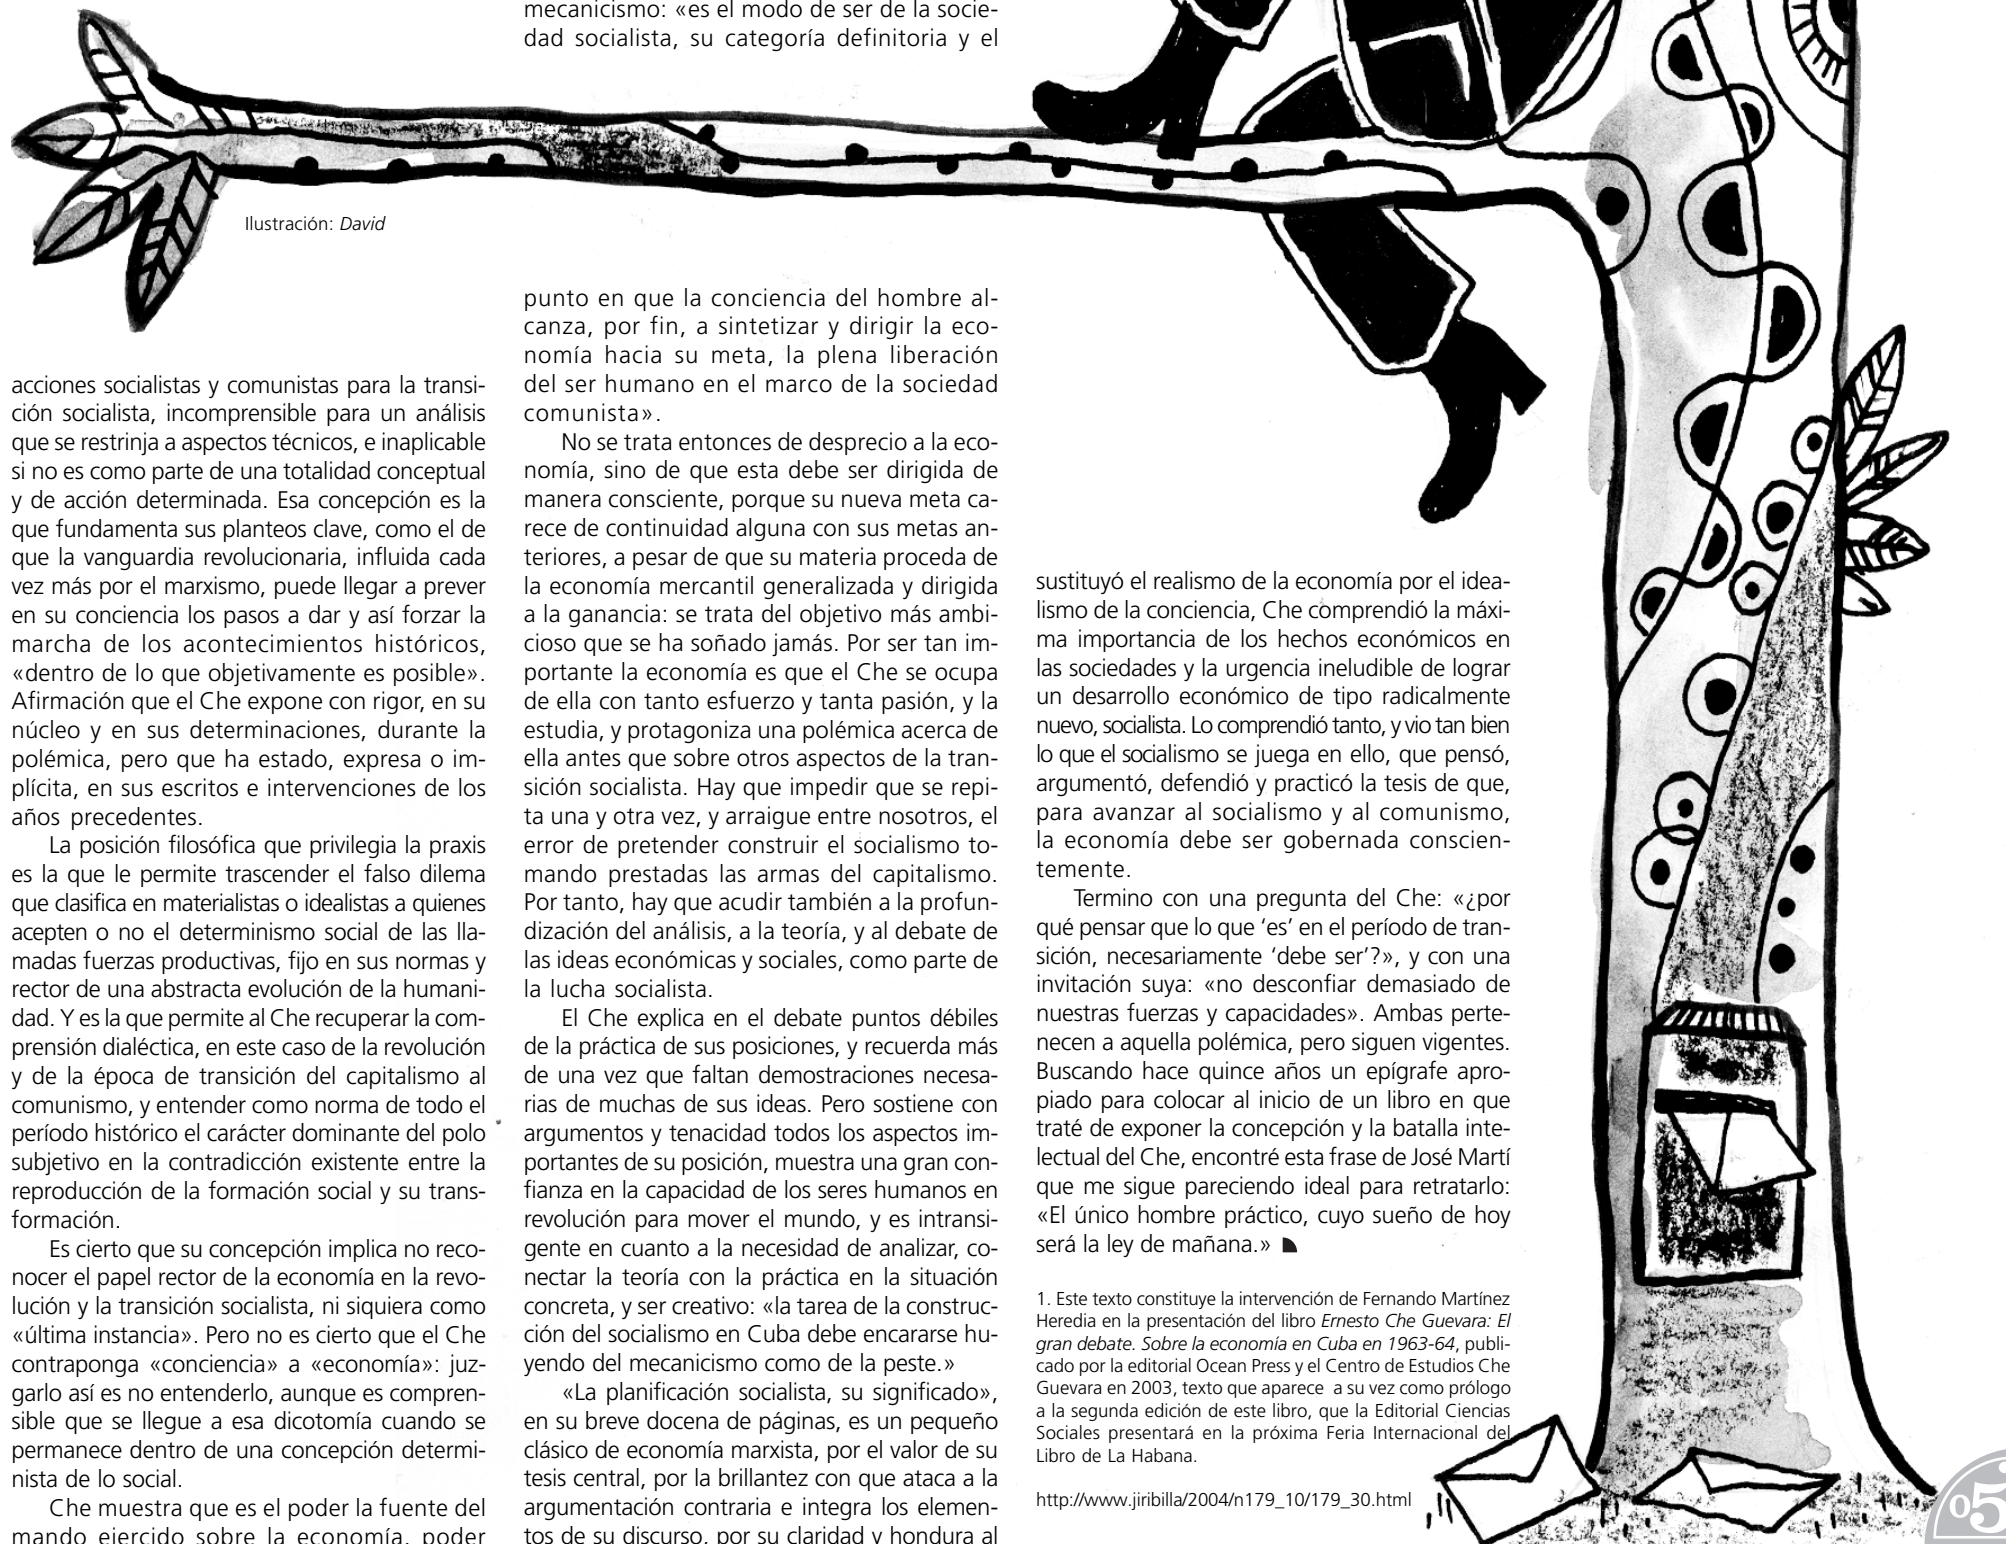 acciones socialistas y comunistas para la transi-
ción socialista, incomprensible para un análisis
que se restrinja a aspectos técnicos, e inaplicable
si no es como parte de una totalidad conceptual
y de acción determinada. Esa concepción es la
que fundamenta sus planteos clave, como el de
que la vanguardia revolucionaria, influida cada
vez más por el marxismo, puede llegar a prever
en su conciencia los pasos a dar y así forzar la
marcha de los acontecimientos históricos,
«dentro de lo que objetivamente es posible».
Afirmación que el Che expone con rigor, en su
núcleo y en sus determinaciones, durante la
polémica, pero que ha estado, expresa o im-
plícita, en sus escritos e intervenciones de los
años precedentes.
La posición filosófica que privilegia la praxis
es la que le permite trascender el falso dilema
que clasifica en materialistas o idealistas a quienes
acepten o no el determinismo social de las lla-
madas fuerzas productivas, fijo en sus normas y
rector de una abstracta evolución de la humani-
dad. Y es la que permite al Che recuperar la com-
prensión dialéctica, en este caso de la revolución
y de la época de transición del capitalismo al
comunismo, y entender como norma de todo el
período histórico el carácter dominante del polo
subjetivo en la contradicción existente entre la
reproducción de la formación social y su trans-
formación.
Es cierto que su concepción implica no reco-
nocer el papel rector de la economía en la revo-
lución y la transición socialista, ni siquiera como
«última instancia». Pero no es cierto que el Che
contraponga «conciencia» a «economía»: juz-
garlo así es no entenderlo, aunque es compren-
sible que se llegue a esa dicotomía cuando se
permanece dentro de una concepción determi-
nista de lo social.
Che muestra que es el poder la fuente del
mando ejercido sobre la economía, poder
mecanicismo: «es el modo de ser de la socie-
dad socialista, su categoría definitoria y el
Ilustración: David
punto en que la conciencia del hombre al-
canza, por fin, a sintetizar y dirigir la eco-
nomía hacia su meta, la plena liberación
del ser humano en el marco de la sociedad
comunista».
No se trata entonces de desprecio a la eco-
nomía, sino de que esta debe ser dirigida de
manera consciente, porque su nueva meta ca-
rece de continuidad alguna con sus metas an-
teriores, a pesar de que su materia proceda de
la economía mercantil generalizada y dirigida
a la ganancia: se trata del objetivo más ambi-
cioso que se ha soñado jamás. Por ser tan im-
portante la economía es que el Che se ocupa
de ella con tanto esfuerzo y tanta pasión, y la
estudia, y protagoniza una polémica acerca de
ella antes que sobre otros aspectos de la tran-
sición socialista. Hay que impedir que se repi-
ta una y otra vez, y arraigue entre nosotros, el
error de pretender construir el socialismo to-
mando prestadas las armas del capitalismo.
Por tanto, hay que acudir también a la profun-
dización del análisis, a la teoría, y al debate de
las ideas económicas y sociales, como parte de
la lucha socialista.
El Che explica en el debate puntos débiles
de la práctica de sus posiciones, y recuerda más
de una vez que faltan demostraciones necesa-
rias de muchas de sus ideas. Pero sostiene con
argumentos y tenacidad todos los aspectos im-
portantes de su posición, muestra una gran con-
fianza en la capacidad de los seres humanos en
revolución para mover el mundo, y es intransi-
gente en cuanto a la necesidad de analizar, co-
nectar la teoría con la práctica en la situación
concreta, y ser creativo: «la tarea de la construc-
ción del socialismo en Cuba debe encararse hu-
yendo del mecanicismo como de la peste.»
«La planificación socialista, su significado»,
en su breve docena de páginas, es un pequeño
clásico de economía marxista, por el valor de su
tesis central, por la brillantez con que ataca a la
argumentación contraria e integra los elemen-
tos de su discurso, por su claridad y hondura al
sustituyó el realismo de la economía por el idea-
lismo de la conciencia, Che comprendió la máxi-
ma importancia de los hechos económicos en
las sociedades y la urgencia ineludible de lograr
un desarrollo económico de tipo radicalmente
nuevo, socialista. Lo comprendió tanto, y vio tan bien
lo que el socialismo se juega en ello, que pensó,
argumentó, defendió y practicó la tesis de que,
para avanzar al socialismo y al comunismo,
la economía debe ser gobernada conscien-
temente.
Termino con una pregunta del Che: «¿por
qué pensar que lo que ‘es’ en el período de tran-
sición, necesariamente ‘debe ser’?», y con una
invitación suya: «no desconfiar demasiado de
nuestras fuerzas y capacidades». Ambas perte-
necen a aquella polémica, pero siguen vigentes.
Buscando hace quince años un epígrafe apro-
piado para colocar al inicio de un libro en que
traté de exponer la concepción y la batalla inte-
lectual del Che, encontré esta frase de José Martí
que me sigue pareciendo ideal para retratarlo:
«El único hombre práctico, cuyo sueño de hoy
será la ley de mañana.»
1. Este texto constituye la intervención de Fernando Martínez
Heredia en la presentación del libro Ernesto Che Guevara: El
gran debate. Sobre la economía en Cuba en 1963-64, publi-
cado por la editorial Ocean Press y el Centro de Estudios Che
Guevara en 2003, texto que aparece a su vez como prólogo
a la segunda edición de este libro, que la Editorial Ciencias
Sociales presentará en la próxima Feria Internacional del
Libro de La Habana.
http://www.jiribilla/2004/n179_10/179_30.html
05